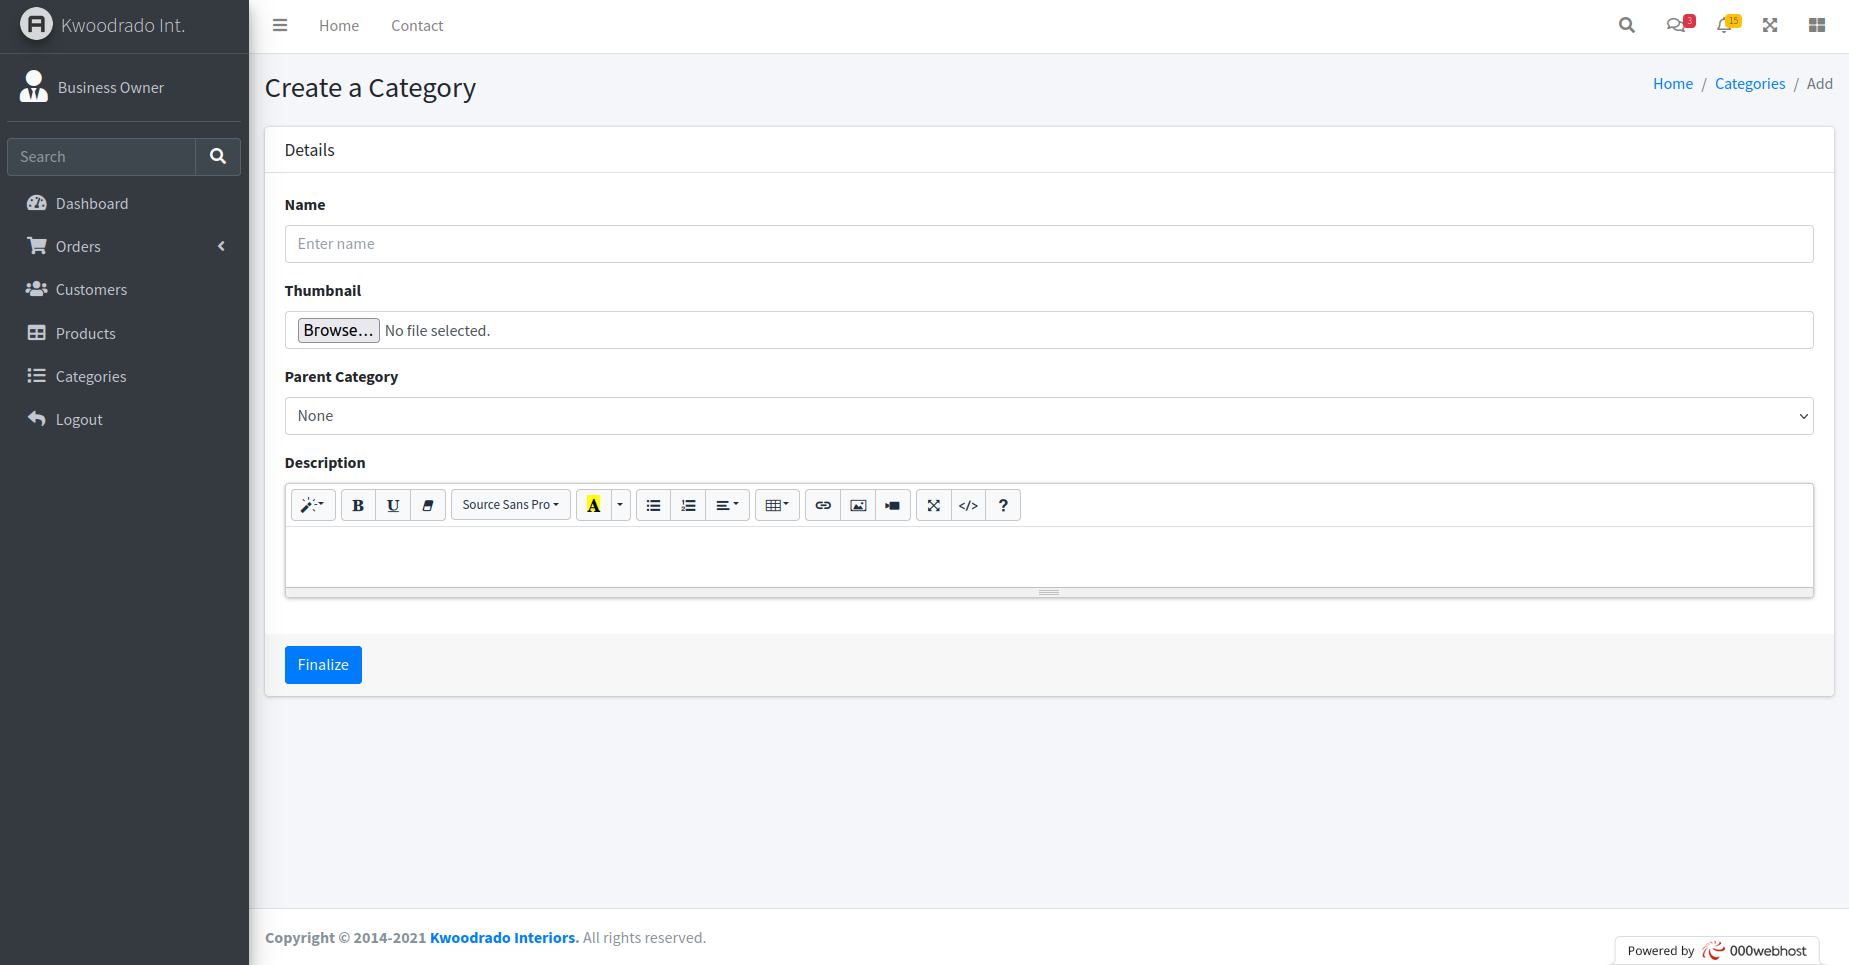 Kwoodrado Int.
Home
Contact
3
15
Business Owner
Search
Dashboard
Orders
Customers
Products
Categories
Logout
Create a Category
Home / Categories / Add
Details
Name
Enter name
Thumbnail
Browse... No file selected.
Parent Category
None
Description
B U Source Sans Pro A </> ?
Finalize
Copyright © 2014-2021 Kwoodrado Interiors. All rights reserved.
Powered by 000webhost